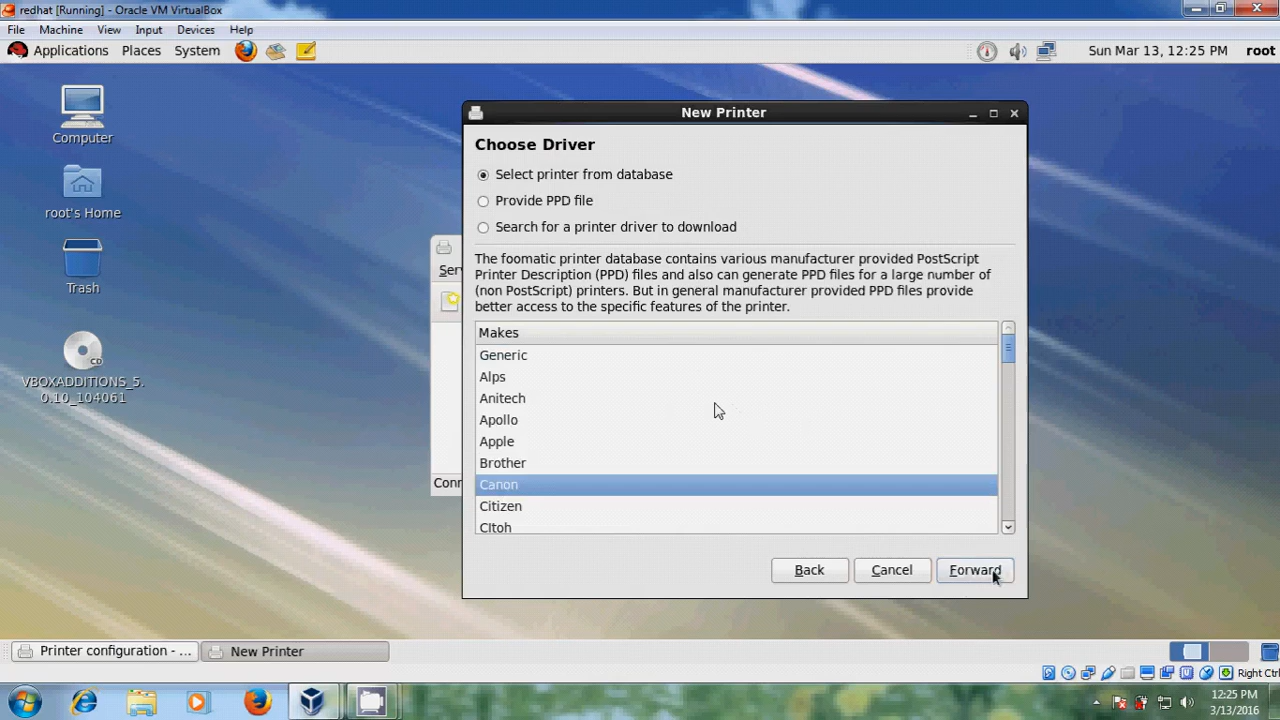 redhat [Running] - Oracle VM VirtualBox
File Machine View Input Devices Help
Applications Places System Sun Mar 13, 12:25 PM root
Computer
root's Home
Trash
CD
VBOXADDITIONS_5.
0.10_104061
New Printer
Choose Driver
Select printer from database
Provide PPD file
Search for a printer driver to download
Ser
The foomatic printer database contains various manufacturer provided PostScript
Printer Description (PPD) files and also can generate PPD files for a large number of
(non PostScript) printers. But in general manufacturer provided PPD files provide
better access to the specific features of the printer.
Makes
Generic
Alps
Anitech
Apollo
Apple
Brother
Canon
Citizen
CItoh
Conn
Back Cancel Forward
Printer configuration - ... New Printer
Right Ctrl
12:25 PM
3/13/2016